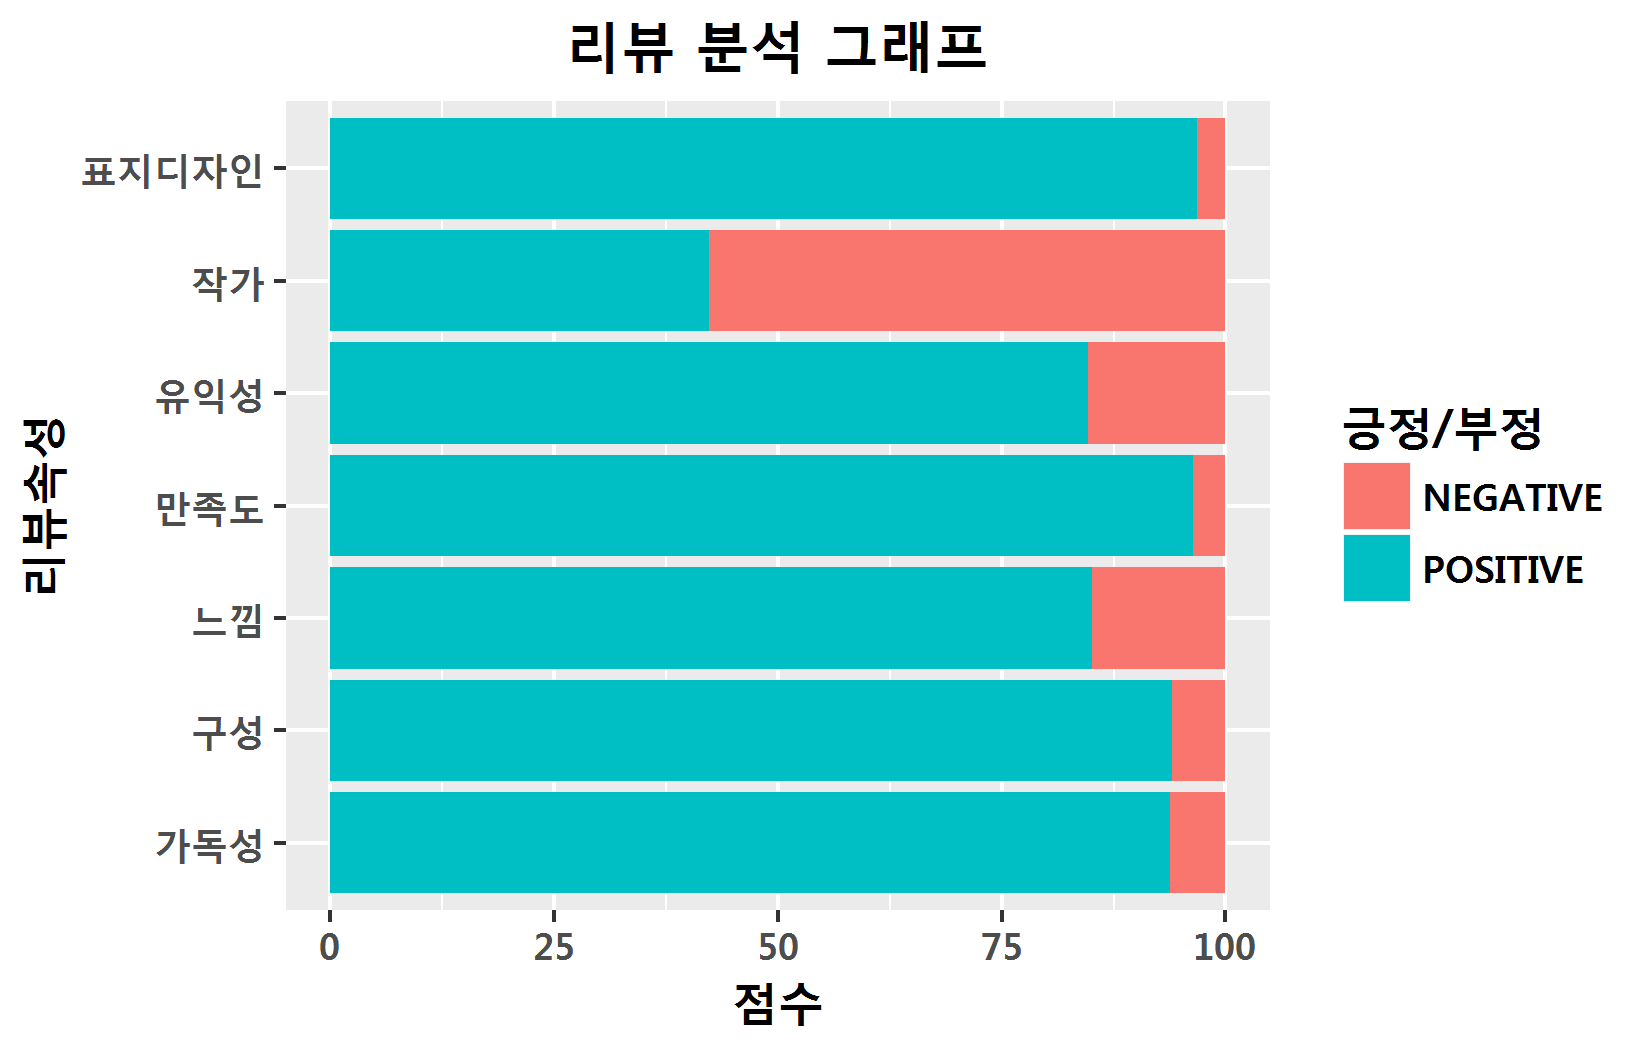 리뷰 분석 그래프
리뷰속성
표지디자인
작가
유익성
만족도
느낌
구성
가독성
0 25 50 75 100
점수
긍정/부정
NEGATIVE
POSITIVE